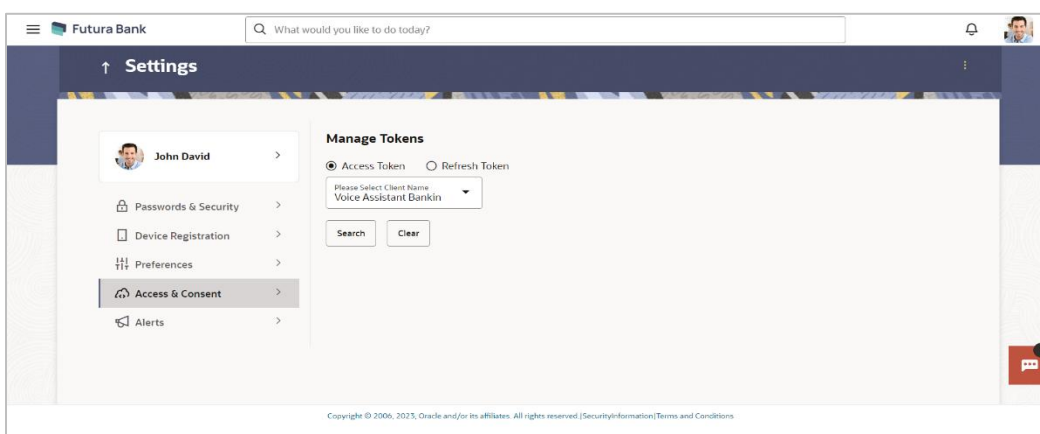 Futura Bank
What would you like to do today?
↑ Settings
John David
Passwords & Security
Device Registration
Preferences
Access & Consent
Alerts
Manage Tokens
Access Token Refresh Token
Please Select Client Name
Voice Assistant Bankin
Search Clear
Copyright © 2006, 2023, Oracle and/or its affiliates. All rights reserved.|SecurityInformation|Terms and Conditions